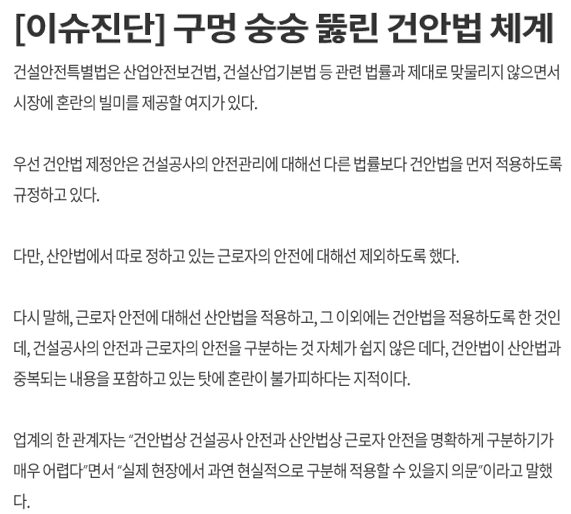 [이슈진단] 구멍 숭숭 뚫린 건안법 체계
건설안전특별법은 산업안전보건법, 건설산업기본법 등 관련 법률과 제대로 맞물리지 않으면서
시장에 혼란의 빌미를 제공할 여지가 있다.
우선 건안법 제정안은 건설공사의 안전관리에 대해선 다른 법률보다 건안법을 먼저 적용하도록
규정하고 있다.
다만, 산안법에서 따로 정하고 있는 근로자의 안전에 대해선 제외하도록 했다.
다시 말해, 근로자 안전에 대해선 산안법을 적용하고, 그 이외에는 건안법을 적용하도록 한 것인
데, 건설공사의 안전과 근로자의 안전을 구분하는 것 자체가 쉽지 않은 데다, 건안법이 산안법과
중복되는 내용을 포함하고 있는 탓에 혼란이 불가피하다는 지적이다.
업계의 한 관계자는 “건안법상 건설공사 안전과 산안법상 근로자 안전을 명확하게 구분하기가
매우 어렵다”면서 “실제 현장에서 과연 현실적으로 구분해 적용할 수 있을지 의문”이라고 말했
다.